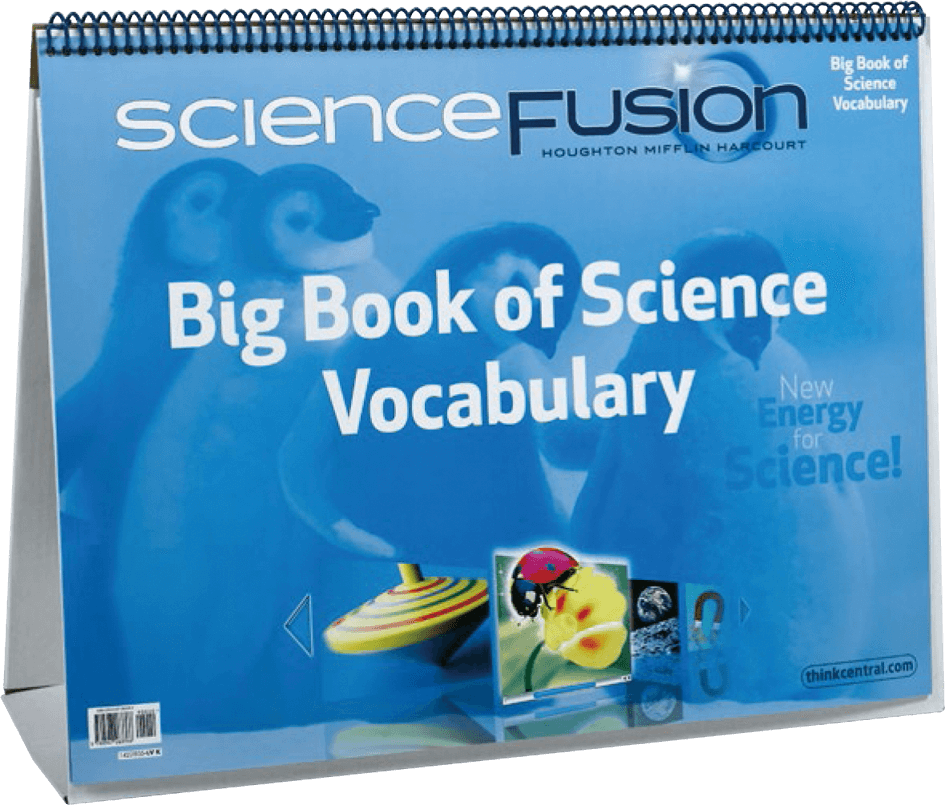 scienceFusion
HOUGHTON MIFFLIN HARCOURT
Big Book of
Science
Vocabulary
Big Book of Science
Vocabulary
New
Energy
for
Science!
thinkcentral.com